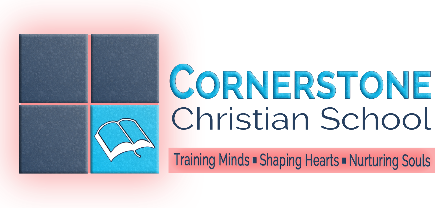 CORNERSTONE
Christian School
Training Minds ▪ Shaping Hearts ▪ Nurturing Souls